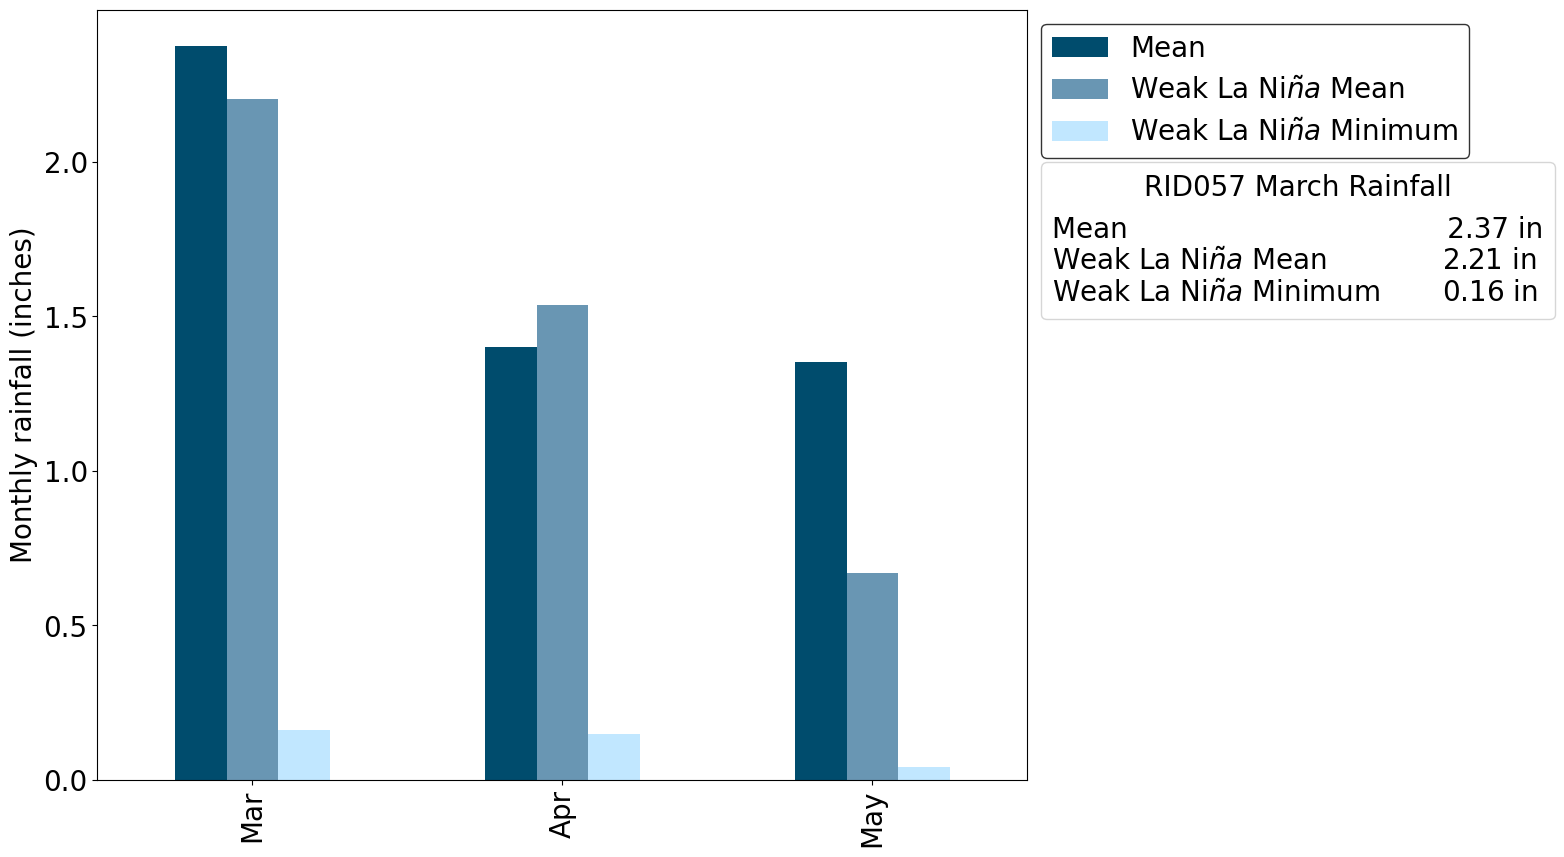 Mean
Weak La Niña Mean
Weak La Niña Minimum
RID057 March Rainfall
Mean 2.37 in
Weak La Niña Mean 2.21 in
Weak La Niña Minimum 0.16 in
Monthly rainfall (inches)
2.0
1.5
1.0
0.5
0.0
Mar
Apr
May